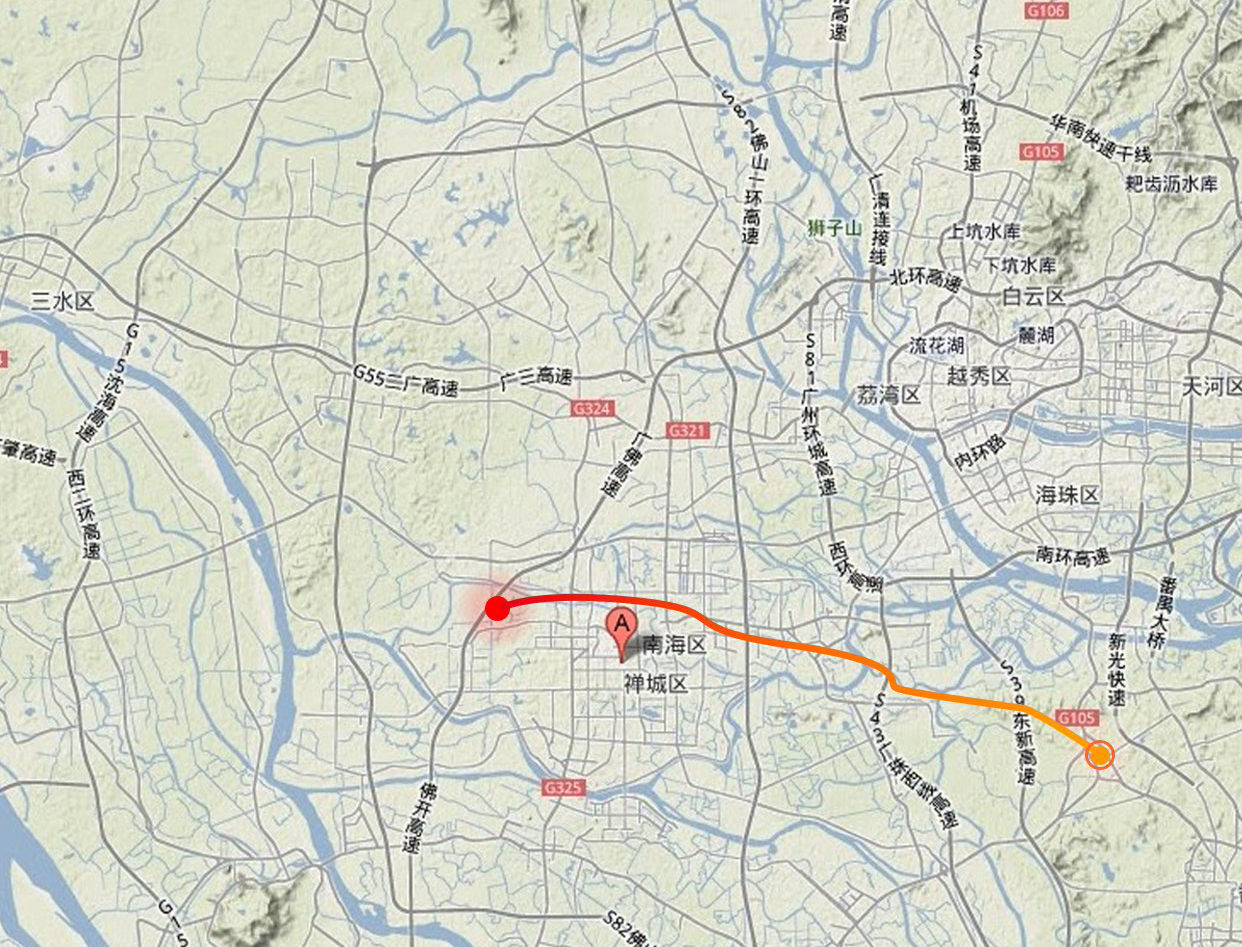 G106
南高速
S41机场高速
S82佛山一环高速
华南快速干线
G105
耙齿沥水库
广清连接线
狮子山
上坑水库
下坑水库
北环高速
白云区
三水区
G15沈海高速
流花湖
麓湖
S81广州环城高速
G55二广高速
广三高速
越秀区
天河区
荔湾区
G324
G321
广佛高速
内环路
肇高速
西二环高速
海珠区
西环高速
南环高速
番禺大桥
A
南海区
新光快速
禅城区
S39东新高速
S43广珠西线高速
G105
G325
佛开高速
G15
S82佛山